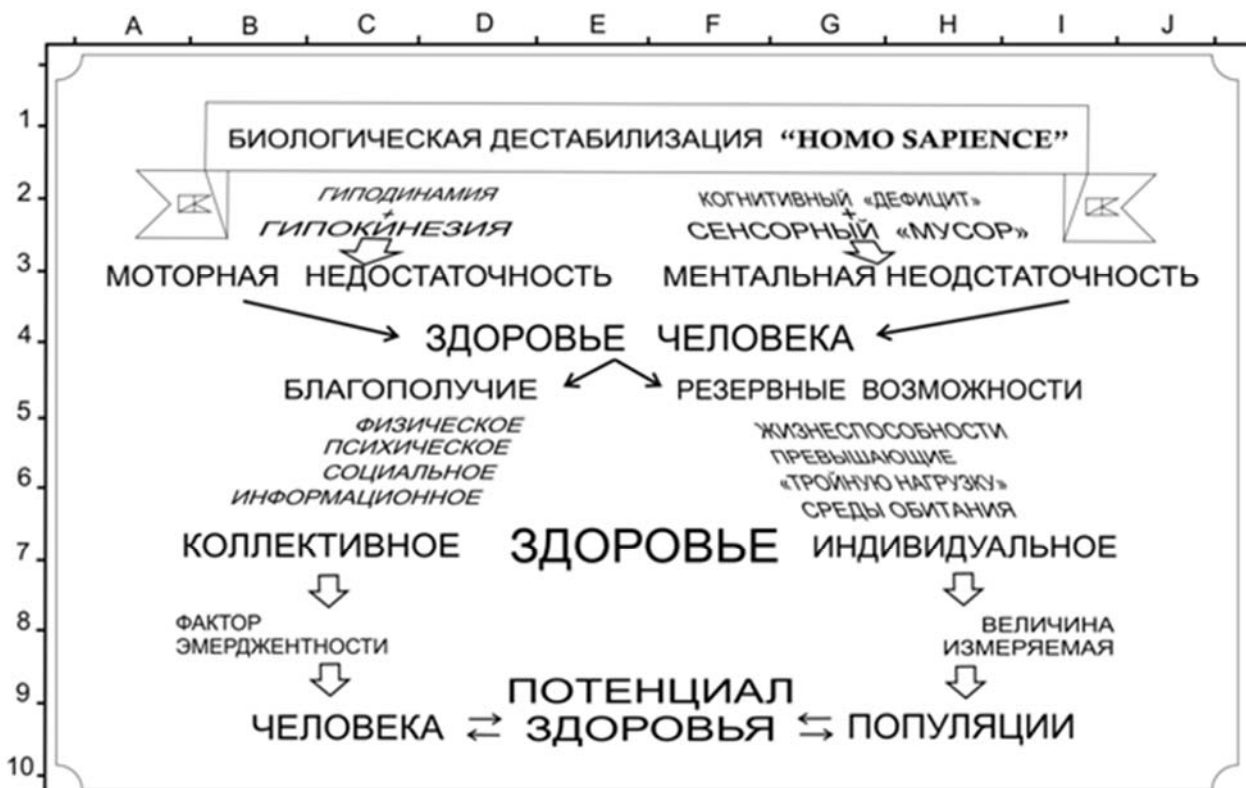 A B C D E F G H I J
1
БИОЛОГИЧЕСКАЯ ДЕСТАБИЛИЗАЦИЯ “HOMO SAPIENCE”
2
ГИПОДИНАМИЯ КОГНИТИВНЫЙ «ДЕФИЦИТ»
+ +
ГИПОКИНЕЗИЯ СЕНСОРНЫЙ «МУСОР»
3
МОТОРНАЯ НЕДОСТАТОЧНОСТЬ МЕНТАЛЬНАЯ НЕОДСТАТОЧНОСТЬ
4
ЗДОРОВЬЕ ЧЕЛОВЕКА
БЛАГОПОЛУЧИЕ РЕЗЕРВНЫЕ ВОЗМОЖНОСТИ
5
ФИЗИЧЕСКОЕ ЖИЗНЕСПОСОБНОСТИ
ПСИХИЧЕСКОЕ ПРЕВЫШАЮЩИЕ
СОЦИАЛЬНОЕ «ТРОЙНУЮ НАГРУЗКУ»
6
ИНФОРМАЦИОННОЕ СРЕДЫ ОБИТАНИЯ
7
КОЛЛЕКТИВНОЕ ЗДОРОВЬЕ ИНДИВИДУАЛЬНОЕ
8
ФАКТОР ВЕЛИЧИНА
ЭМЕРДЖЕНТНОСТИ ИЗМЕРЯЕМАЯ
9
ПОТЕНЦИАЛ
ЧЕЛОВЕКА ЗДОРОВЬЯ ПОПУЛЯЦИИ
10